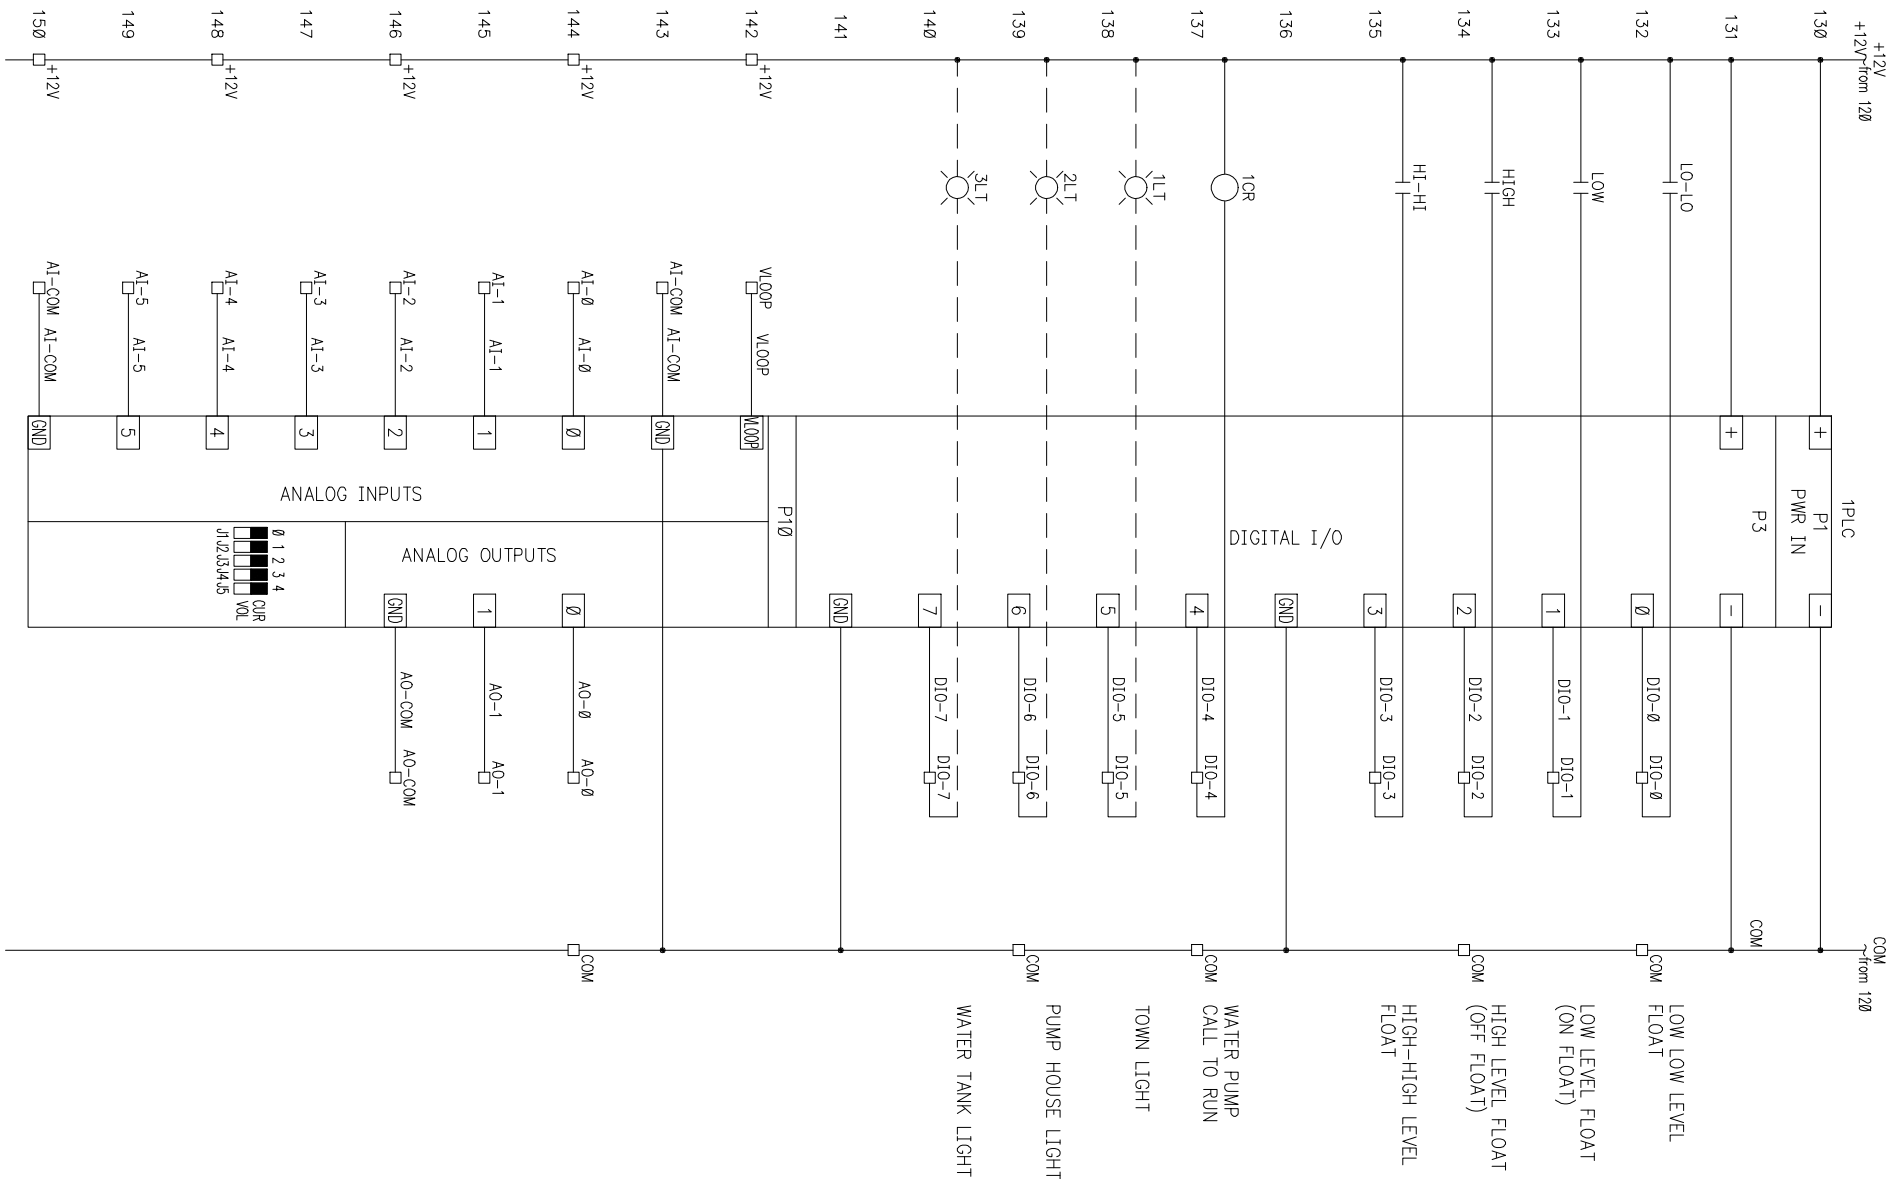 +12V
+12V
from 120
COM
from 120
130
1PLC
P1
PWR IN
+
-
131
P3
+
-
COM
132
LO-LO
0
DIO-0
DIO-0
COM
LOW LOW LEVEL
FLOAT
133
LOW
1
DIO-1
DIO-1
LOW LEVEL FLOAT
(ON FLOAT)
134
HIGH
2
DIO-2
DIO-2
COM
HIGH LEVEL FLOAT
(OFF FLOAT)
135
HI-HI
3
DIO-3
DIO-3
HIGH-HIGH LEVEL
FLOAT
136
DIGITAL I/O
GND
137
1CR
4
DIO-4
DIO-4
COM
WATER PUMP
CALL TO RUN
138
1LT
5
DIO-5
DIO-5
TOWN LIGHT
139
2LT
6
DIO-6
DIO-6
COM
PUMP HOUSE LIGHT
140
3LT
7
DIO-7
DIO-7
WATER TANK LIGHT
141
GND
P10
142
+12V
VLOOP
VLOOP
VLOOP
143
AI-COM
AI-COM
GND
144
+12V
AI-0
AI-0
0
0
AO-0
AO-0
COM
145
AI-1
AI-1
1
ANALOG OUTPUTS
1
AO-1
AO-1
146
+12V
AI-2
AI-2
2
GND
AO-COM
AO-COM
147
AI-3
AI-3
3
ANALOG INPUTS
148
+12V
AI-4
AI-4
4
0 1 2 3 4
CUR
VOL
J1J2J3J4J5
149
AI-5
AI-5
5
150
+12V
AI-COM
AI-COM
GND